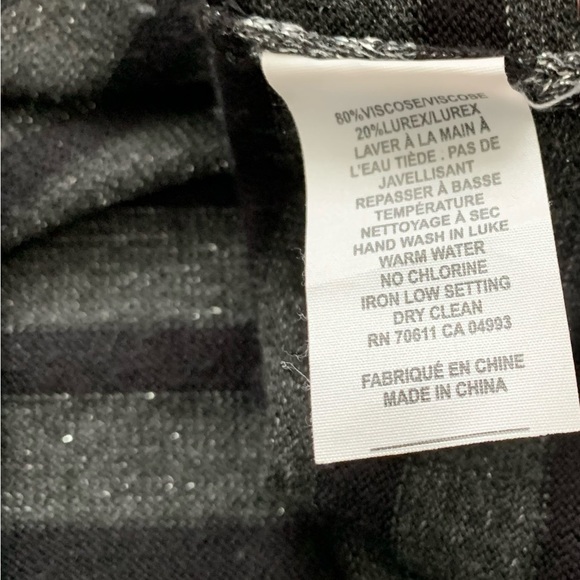 80%VISCOSE/VISCOSE
20%LUREX/LUREX
LAVER À LA MAIN À
L'EAU TIÈDE . PAS DE
JAVELLISANT
REPASSER À BASSE
TEMPÉRATURE
NETTOYAGE À SEC
HAND WASH IN LUKE
WARM WATER
NO CHLORINE
IRON LOW SETTING
DRY CLEAN
RN 70611 CA 04993
FABRIQUÉ EN CHINE
MADE IN CHINA